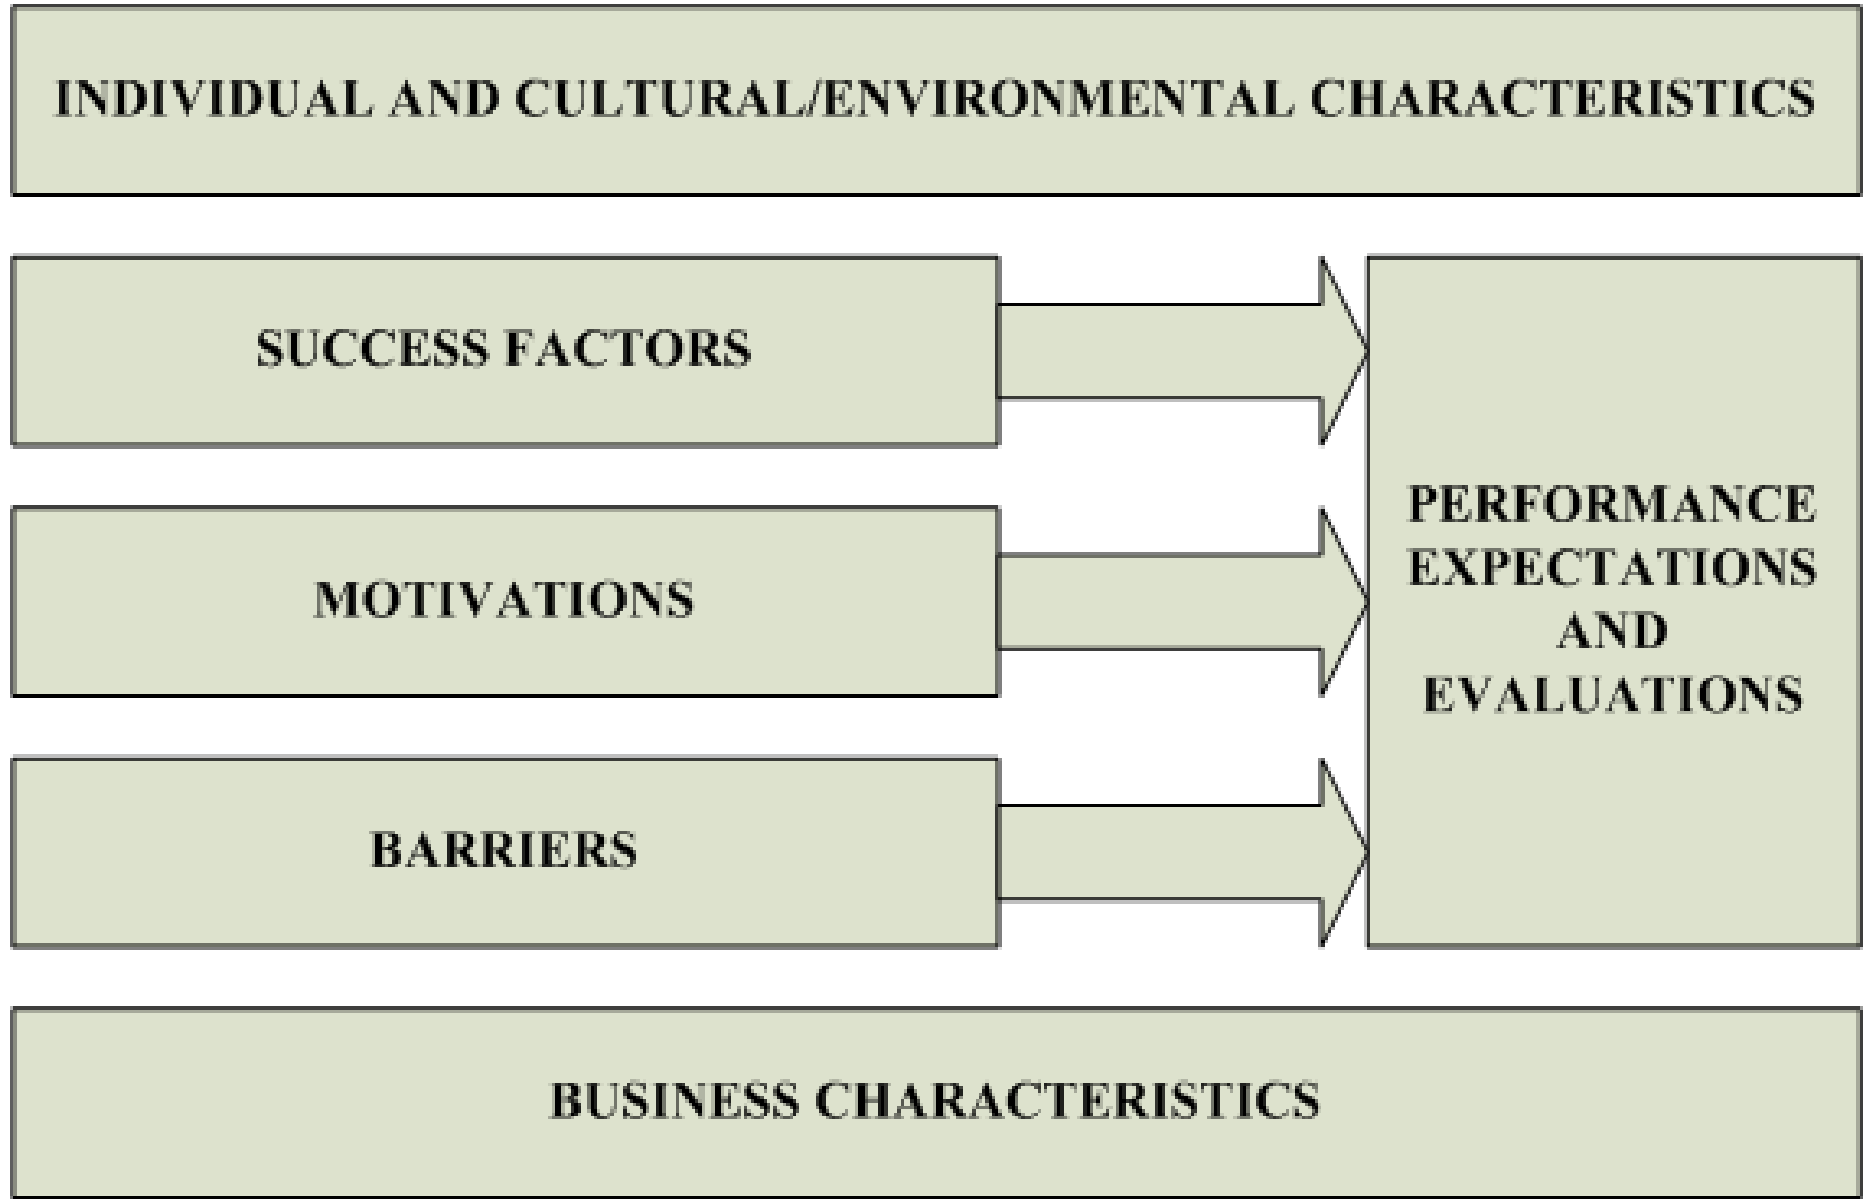 INDIVIDUAL AND CULTURAL/ENVIRONMENTAL CHARACTERISTICS
SUCCESS FACTORS
MOTIVATIONS
BARRIERS
PERFORMANCE
EXPECTATIONS
AND
EVALUATIONS
BUSINESS CHARACTERISTICS